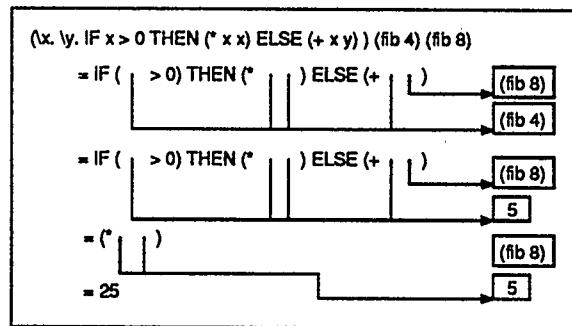 (\x. \y. IF x > 0 THEN (* x x) ELSE (+ x y) ) (fib 4) (fib 8)
= IF ( > 0) THEN (* ) ELSE (+ )
(fib 8)
(fib 4)
= IF ( > 0) THEN (* ) ELSE (+ )
(fib 8)
5
= (* )
(fib 8)
= 25
5